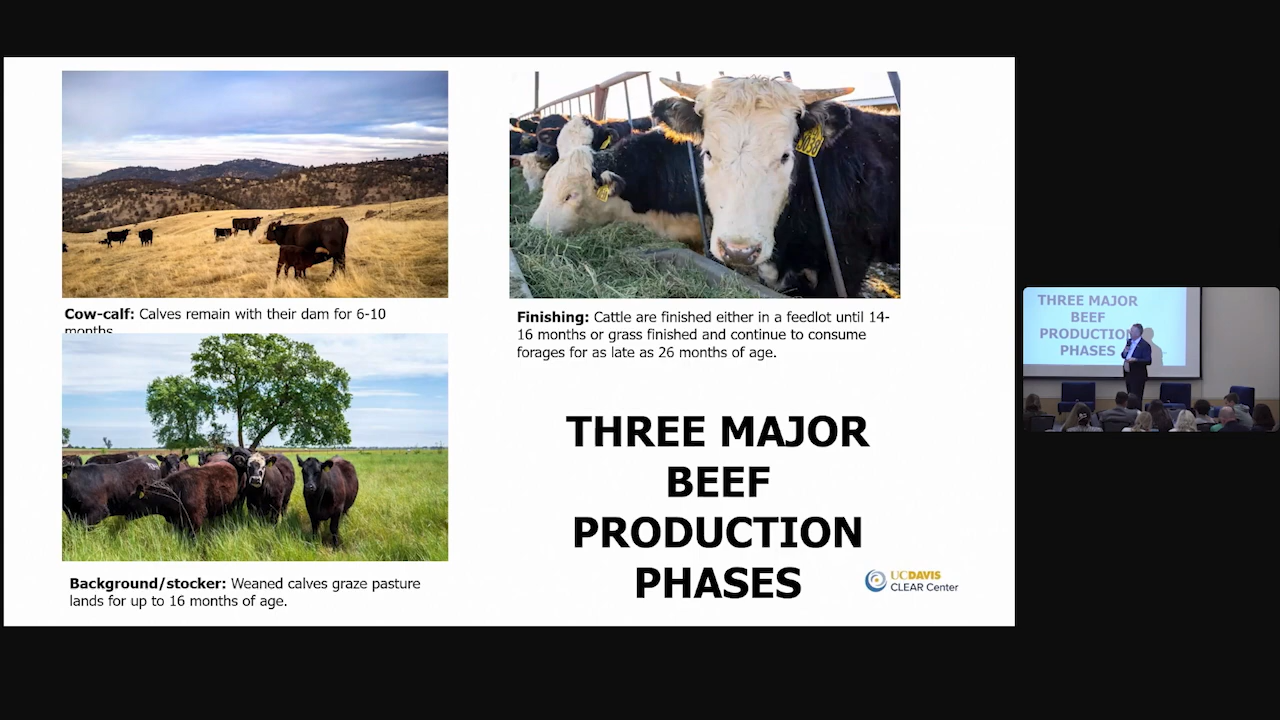 Cow-calf: Calves remain with their dam for 6-10
months
Background/stocker: Weaned calves graze pasture
lands for up to 16 months of age.
Finishing: Cattle are finished either in a feedlot until 14-
16 months or grass finished and continue to consume
forages for as late as 26 months of age.
THREE MAJOR
BEEF
PRODUCTION
PHASES
UCDAVIS
CLEAR Center
THREE MAJOR
BEEF
PRODUCTION
PHASES